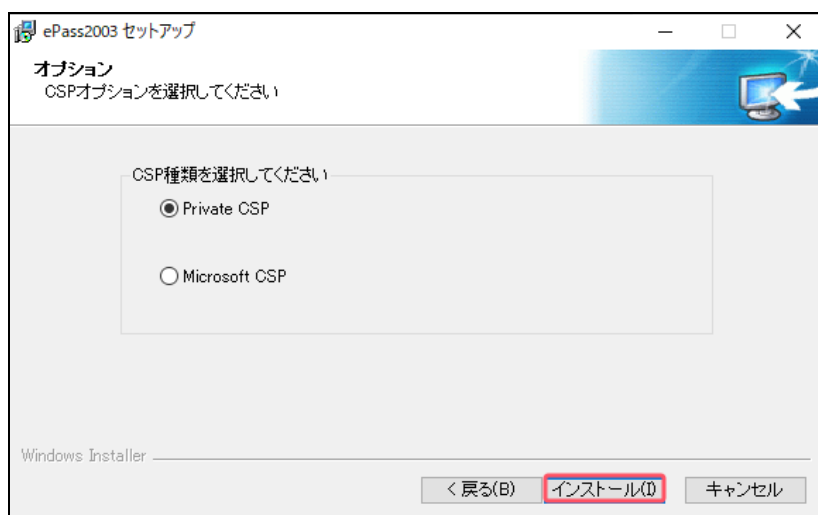 ePass2003 セットアップ
オプション
CSPオプションを選択してください
CSP種類を選択してください
Private CSP
Microsoft CSP
Windows Installer
< 戻る(B)
インストール(I)
キャンセル